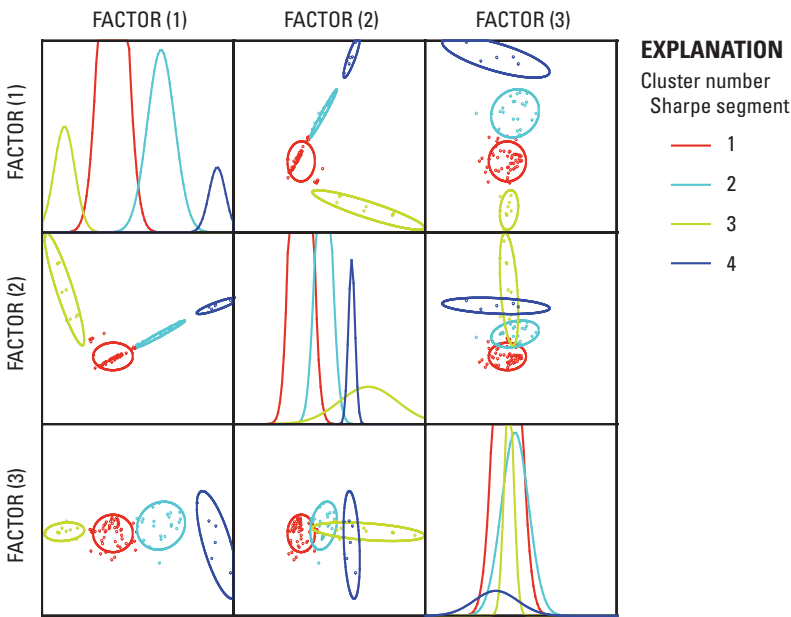 FACTOR (1)
FACTOR (2)
FACTOR (3)
FACTOR (1)
FACTOR (2)
FACTOR (3)
EXPLANATION
Cluster number
Sharpe segment
1
2
3
4